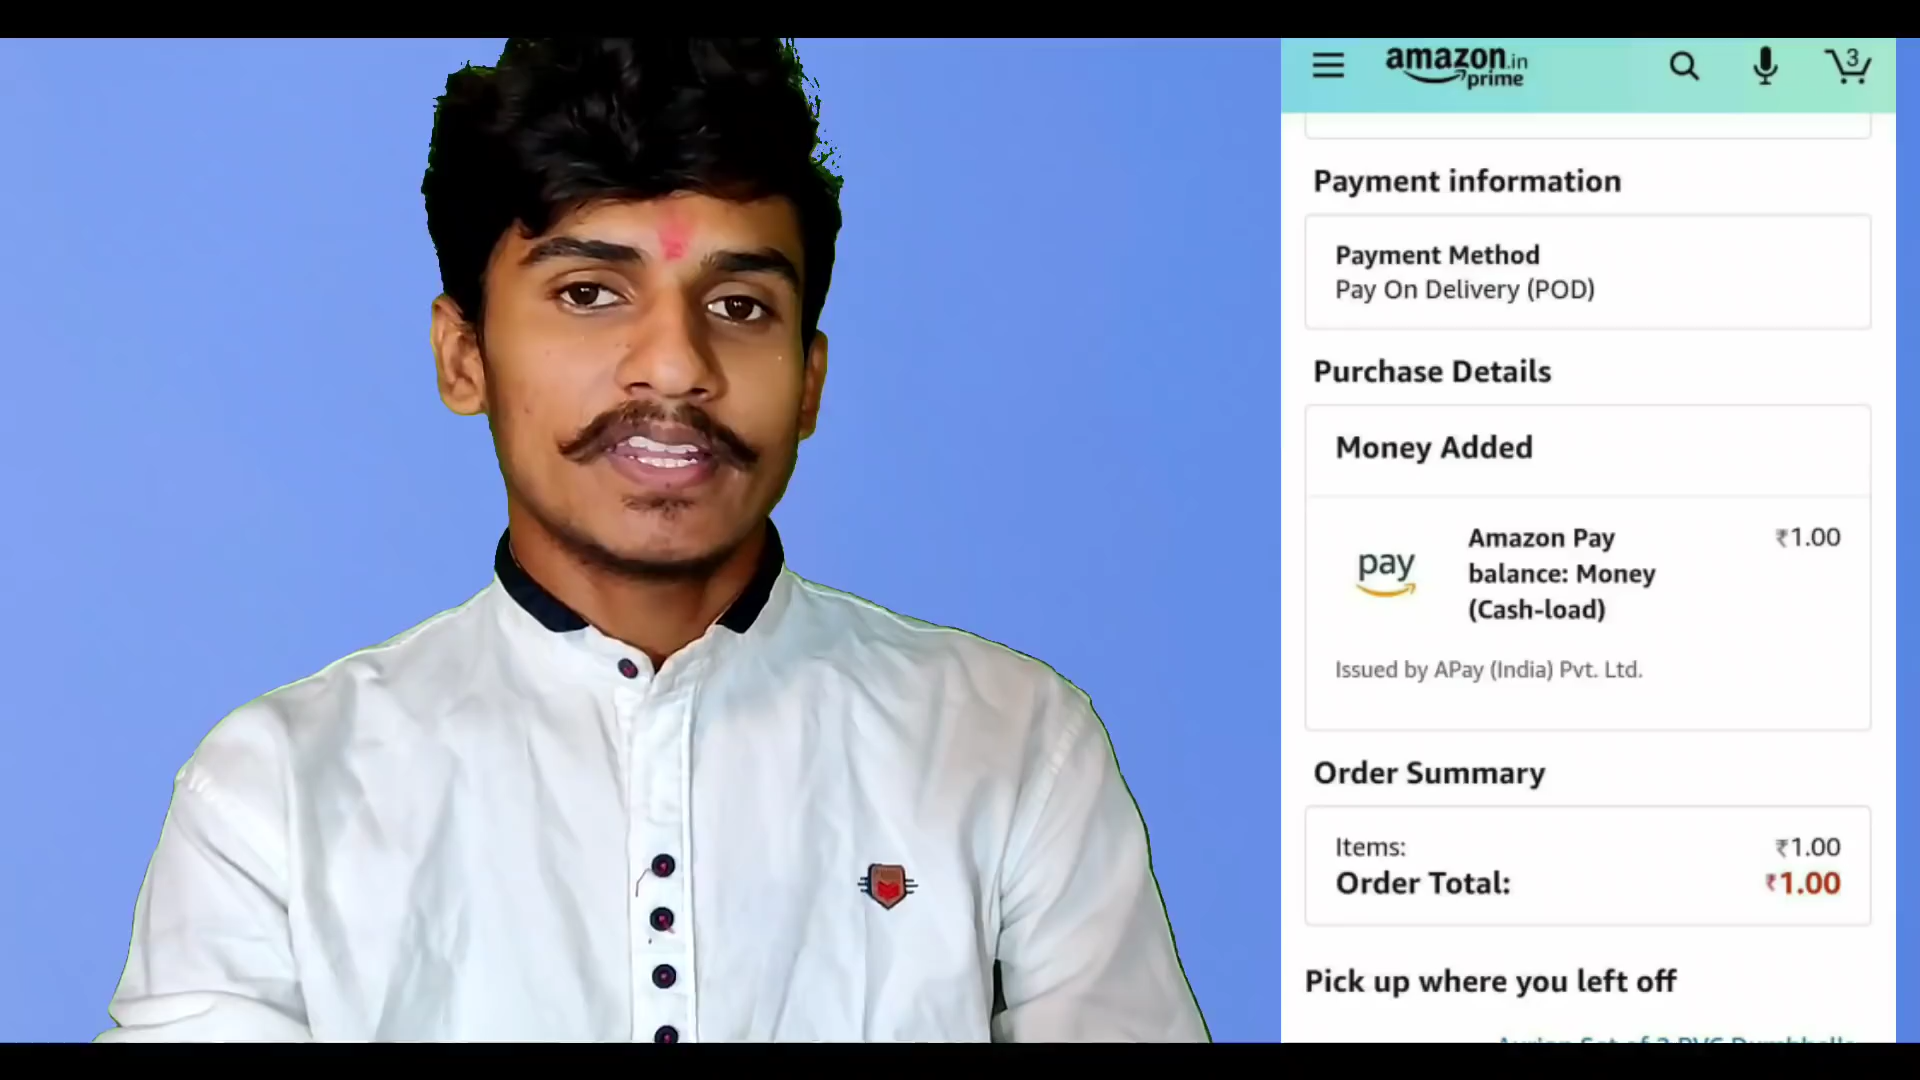 amazon.in
prime
3
Payment information
Payment Method
Pay On Delivery (POD)
Purchase Details
Money Added
pay
Amazon Pay
balance: Money
(Cash-load)
₹1.00
Issued by APay (India) Pvt. Ltd.
Order Summary
Items: ₹1.00
Order Total: ₹1.00
Pick up where you left off